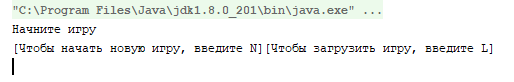 "C:\Program Files\Java\jdk1.8.0_201\bin\java.exe" ...
Начните игру
[Чтобы начать новую игру, введите N][Чтобы загрузить игру, введите L]